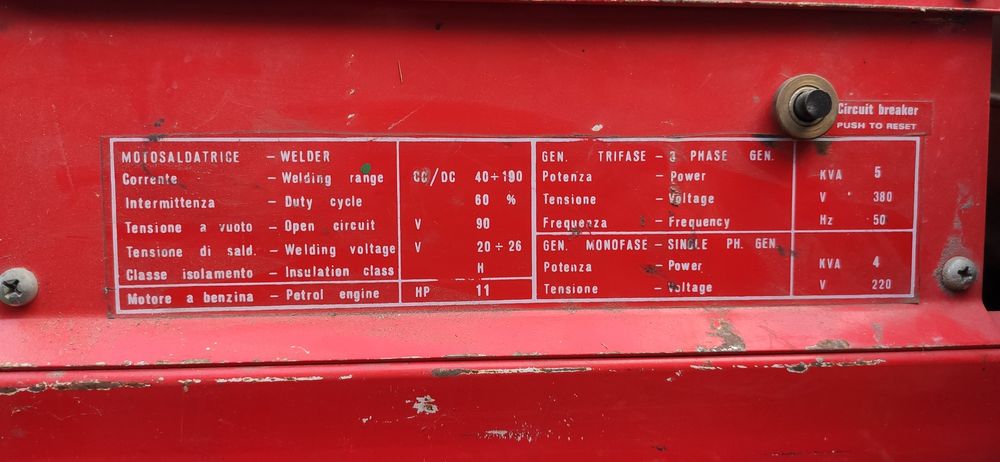 Circuit breaker
PUSH TO RESET
MOTOSALDATRICE – WELDER
Corrente – Welding range CC/DC 40÷190
Intermittenza – Duty cycle 60 %
Tensione a vuoto – Open circuit V 90
Tensione di sald. – Welding voltage V 20÷26
Classe isolamento – Insulation class H
Motore a benzina – Petrol engine HP 11
GEN. TRIFASE – 3 PHASE GEN.
Potenza – Power KVA 5
Tensione – Voltage V 380
Frequenza – Frequency Hz 50
GEN. MONOFASE – SINGLE PH. GEN.
Potenza – Power KVA 4
Tensione – Voltage V 220